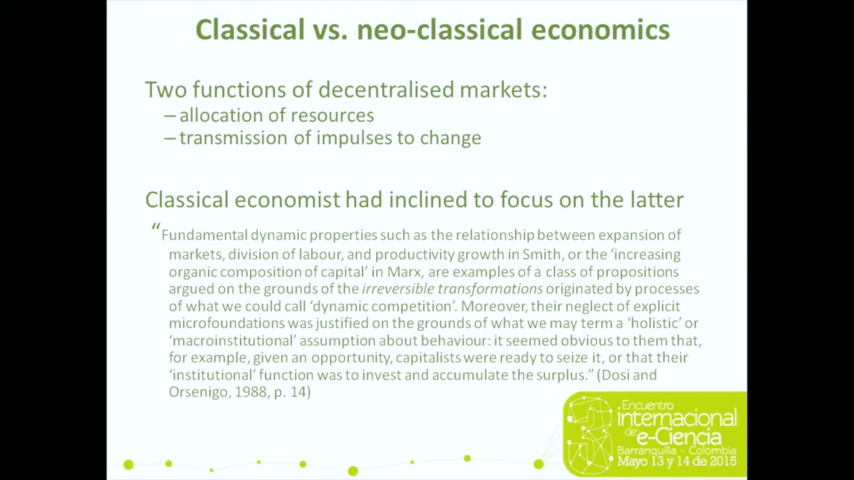 Classical vs. neo-classical economics
Two functions of decentralised markets:
–allocation of resources
–transmission of impulses to change
Classical economist had inclined to focus on the latter
“Fundamental dynamic properties such as the relationship between expansion of
markets, division of labour, and productivity growth in Smith, or the ‘increasing
organic composition of capital’ in Marx, are examples of a class of propositions
argued on the grounds of the irreversible transformations originated by processes
of what we could call ‘dynamic competition’. Moreover, their neglect of explicit
microfoundations was justified on the grounds of what we may term a ‘holistic’ or
‘macroinstitutional’ assumption about behaviour: it seemed obvious to them that,
for example, given an opportunity, capitalists were ready to seize it, or that their
‘institutional’ function was to invest and accumulate the surplus.” (Dosi and
Orsenigo, 1988, p. 14)
3
Encuentro
internacional
de e-Ciencia
Barranquilla - Colombia
Mayo 13 y 14 de 2015